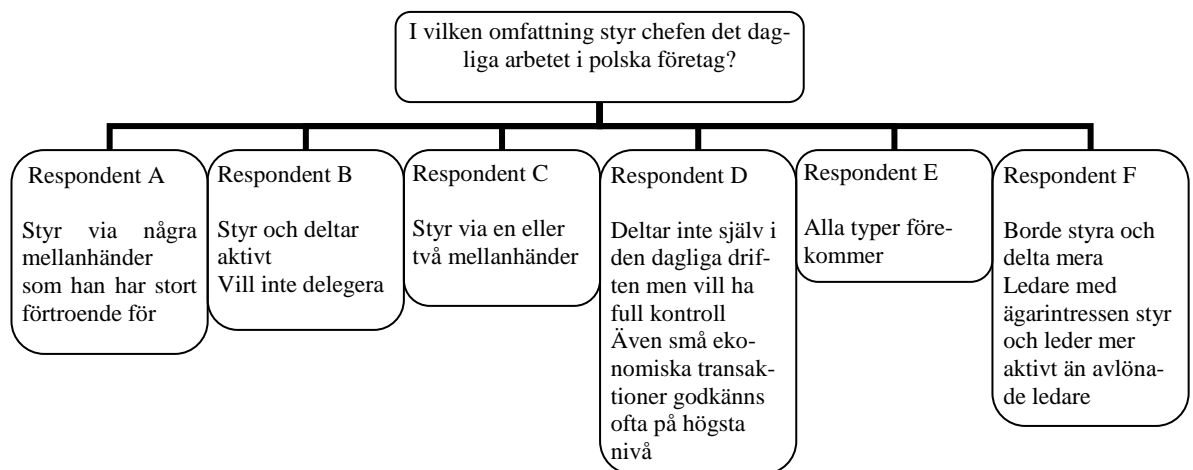 I vilken omfattning styr chefen det dag-
liga arbetet i polska företag?
Respondent A
Styr via några
mellanhänder
som han har stort
förtroende för
Respondent B
Styr och deltar
aktivt
Vill inte delegera
Respondent C
Styr via en eller
två mellanhänder
Respondent D
Deltar inte själv i
den dagliga drif-
ten men vill ha
full kontroll
Även små eko-
nomiska transak-
tioner godkänns
ofta på högsta
nivå
Respondent E
Alla typer före-
kommer
Respondent F
Borde styra och
delta mera
Ledare med
ägarintressen styr
och leder mer
aktivt än avlöna-
de ledare